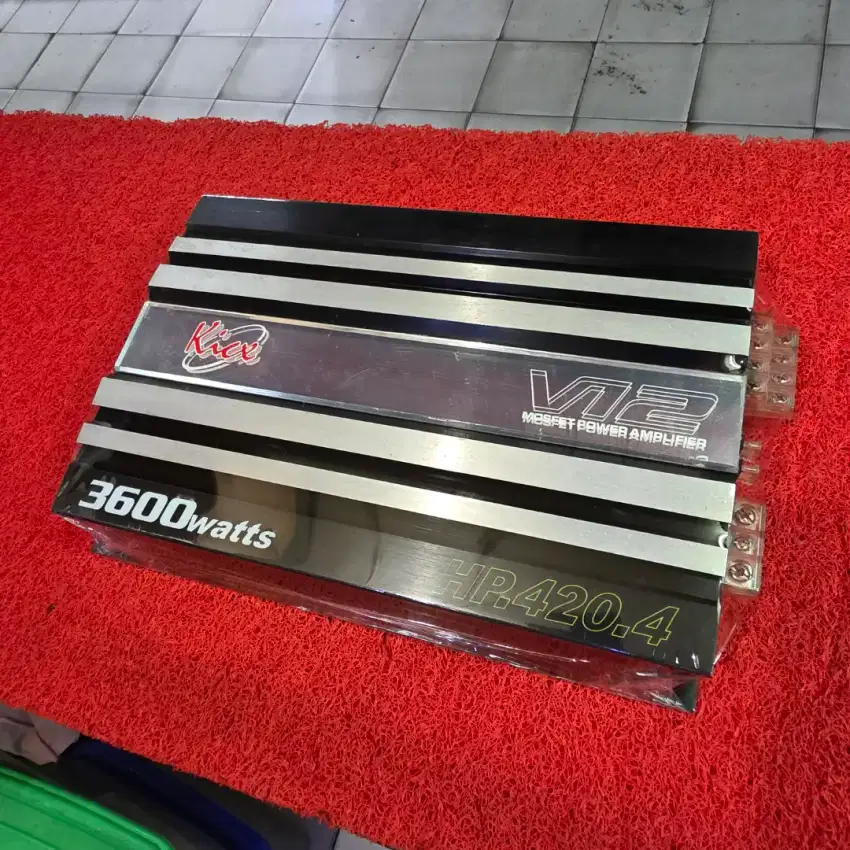 Kicx
V12
MOSFET POWER AMPLIFIER
3600watts
HP.420.4